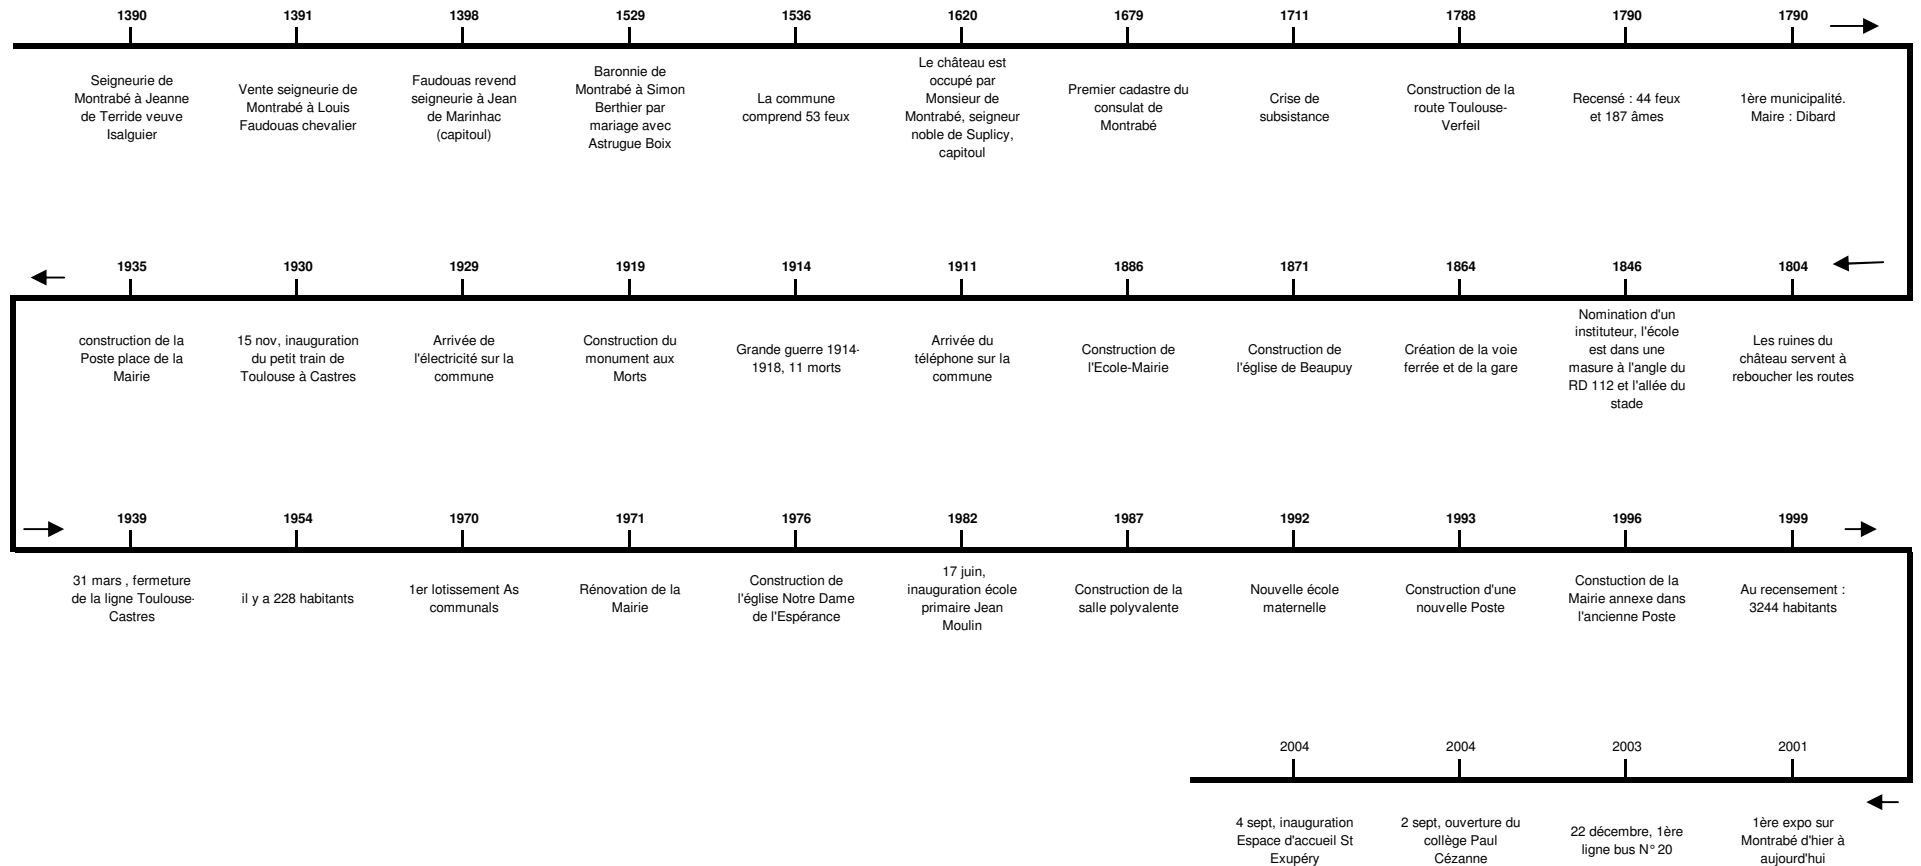 1390
Seigneurie de
Montrabé à Jeanne
de Terride veuve
Isalguier
1391
Vente seigneurie de
Montrabé à Louis
Faudouas chevalier
1398
Faudouas revend
seigneurie à Jean
de Marinhac
(capitoul)
1529
Baronnie de
Montrabé à Simon
Berthier par
mariage avec
Astrugue Boix
1536
La commune
comprend 53 feux
1620
Le château est
occupé par
Monsieur de
Montrabé, seigneur
noble de Suplicy,
capitoul
1679
Premier cadastre du
consulat de
Montrabé
1711
Crise de
subsistance
1788
Construction de la
route Toulouse-
Verfeil
1790
Recensé : 44 feux
et 187 âmes
1790
1ère municipalité.
Maire : Dibard
1804
Les ruines du
château servent à
reboucher les routes
1846
Nomination d'un
instituteur, l'école
est dans une
masure à l'angle du
RD 112 et l'allée du
stade
1864
Création de la voie
ferrée et de la gare
1871
Construction de
l'église de Beaupuy
1886
Construction de
l'Ecole-Mairie
1911
Arrivée du
téléphone sur la
commune
1914
Grande guerre 1914-
1918, 11 morts
1919
Construction du
monument aux
Morts
1929
Arrivée de
l'électricité sur la
commune
1930
15 nov, inauguration
du petit train de
Toulouse à Castres
1935
construction de la
Poste place de la
Mairie
1939
31 mars , fermeture
de la ligne Toulouse-
Castres
1954
il y a 228 habitants
1970
1er lotissement As
communals
1971
Rénovation de la
Mairie
1976
Construction de
l'église Notre Dame
de l'Espérance
1982
17 juin,
inauguration école
primaire Jean
Moulin
1987
Construction de la
salle polyvalente
1992
Nouvelle école
maternelle
1993
Construction d'une
nouvelle Poste
1996
Constuction de la
Mairie annexe dans
l'ancienne Poste
1999
Au recensement :
3244 habitants
2001
1ère expo sur
Montrabé d'hier à
aujourd'hui
2003
22 décembre, 1ère
ligne bus N° 20
2004
2 sept, ouverture du
collège Paul
Cézanne
2004
4 sept, inauguration
Espace d'accueil St
Exupéry